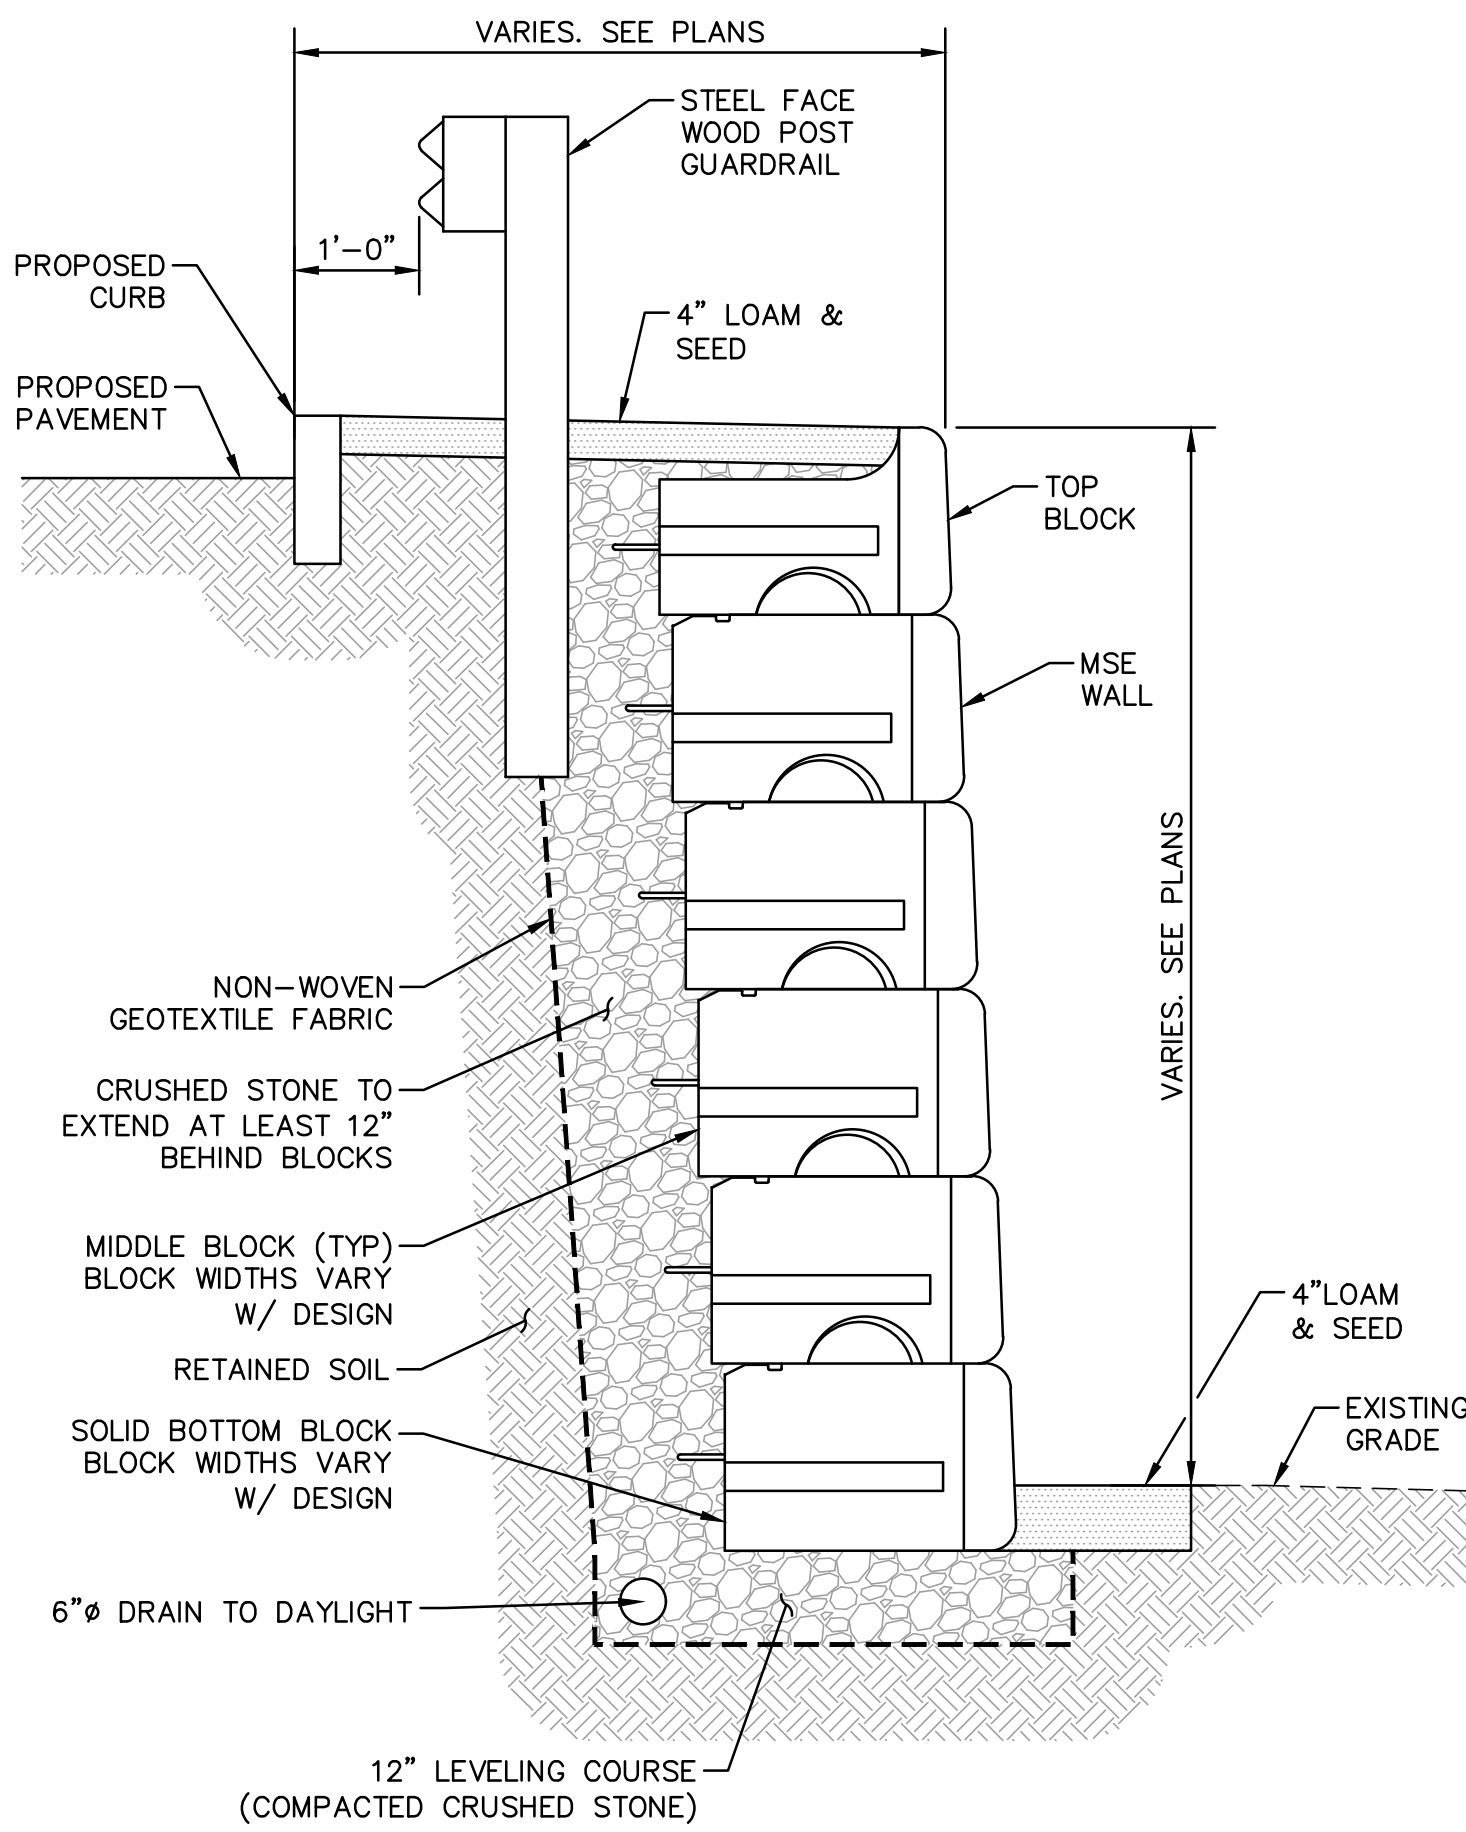 VARIES. SEE PLANS
STEEL FACE
WOOD POST
GUARDRAIL
1'-0"
PROPOSED
CURB
4" LOAM &
SEED
PROPOSED
PAVEMENT
TOP
BLOCK
MSE
WALL
VARIES. SEE PLANS
NON-WOVEN
GEOTEXTILE FABRIC
CRUSHED STONE TO
EXTEND AT LEAST 12"
BEHIND BLOCKS
MIDDLE BLOCK (TYP)
BLOCK WIDTHS VARY
W/ DESIGN
RETAINED SOIL
4"LOAM
& SEED
EXISTING
GRADE
SOLID BOTTOM BLOCK
BLOCK WIDTHS VARY
W/ DESIGN
6"ø DRAIN TO DAYLIGHT
12" LEVELING COURSE
(COMPACTED CRUSHED STONE)